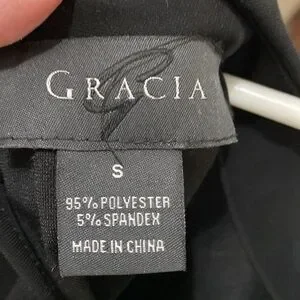 GRACIA
S
95% POLYESTER
5% SPANDEX
MADE IN CHINA